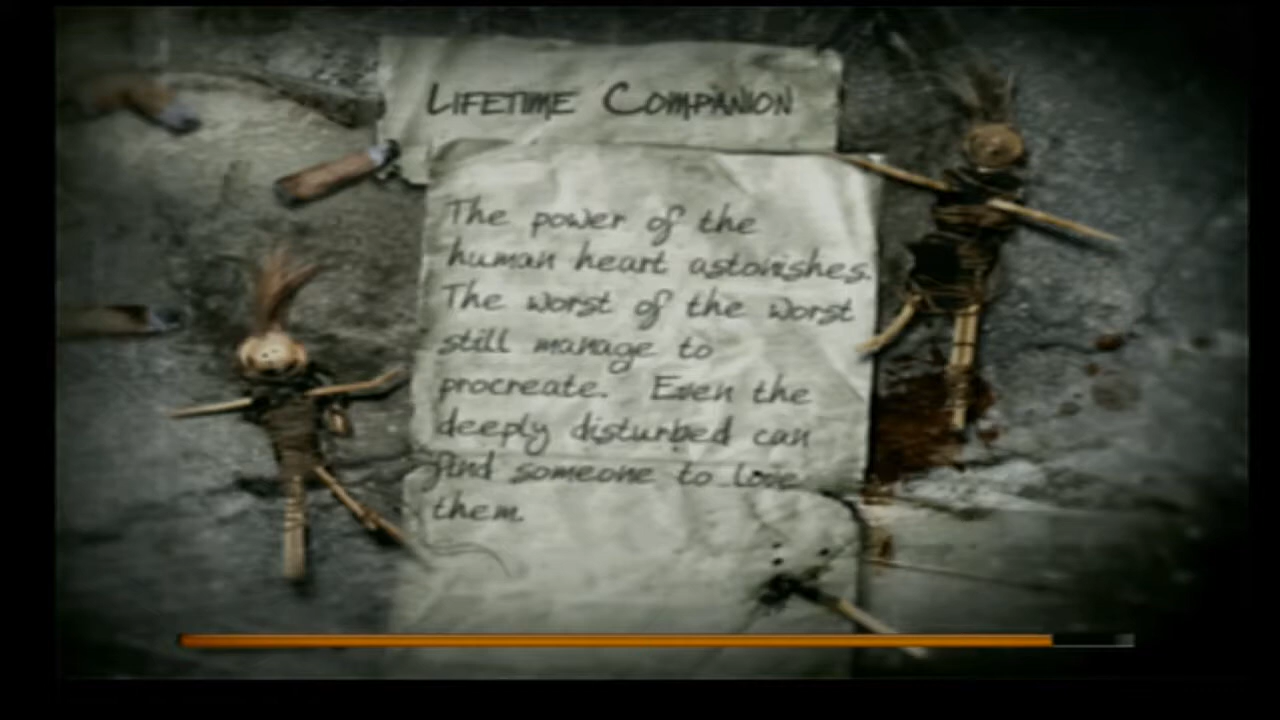 LIFETIME COMPANION
The power of the
human heart astonishes.
The worst of the worst
still manage to
procreate. Even the
deeply disturbed can
find someone to love
them.